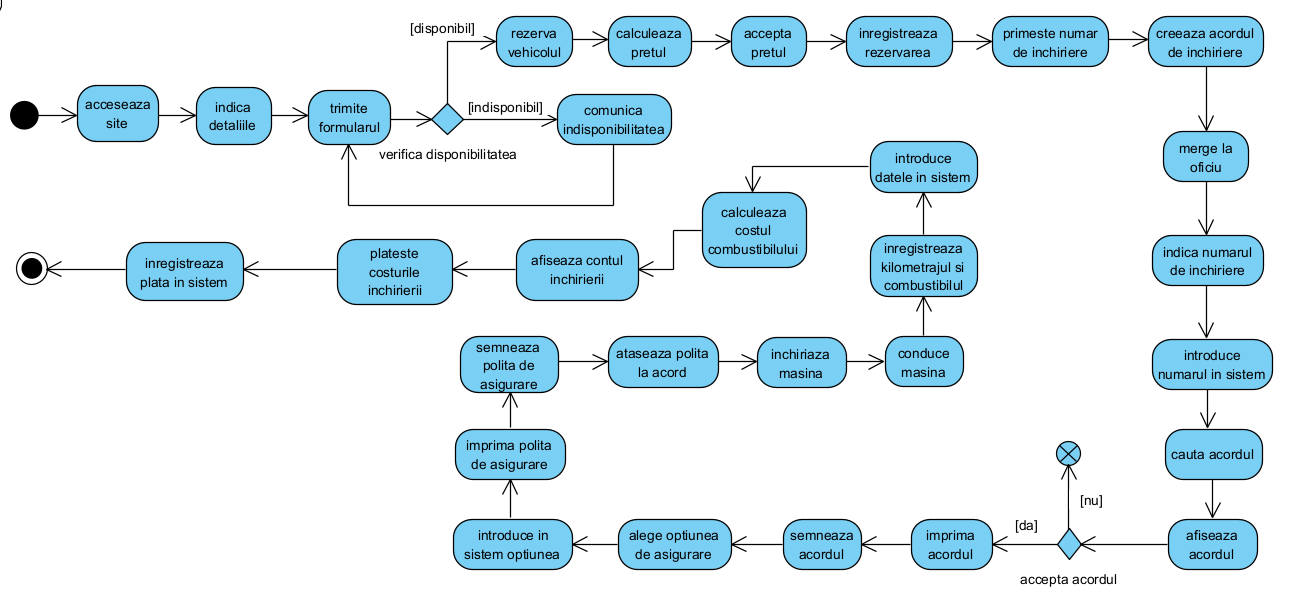 acceseaza
site
indica
detaliile
trimite
formularul
verifica disponibilitatea
[disponibil]
[indisponibil]
comunica
indisponibilitatea
rezerva
vehicolul
calculeaza
pretul
accepta
pretul
inregistreaza
rezervarea
primeste numar
de inchiriere
creeaza acordul
de inchiriere
merge la
oficiu
indica numarul
de inchiriere
introduce
numarul in sistem
cauta acordul
afiseaza
acordul
accepta acordul
[nu]
[da]
imprima
acordul
semneaza
acordul
alege optiunea
de asigurare
introduce in
sistem optiunea
imprima polita
de asigurare
semneaza
polita de
asigurare
ataseaza polita
la acord
inchiriaza
masina
conduce
masina
inregistreaza
kilometrajul si
combustibilul
introduce
datele in sistem
calculeaza
costul
combustibilului
afiseaza contul
inchirierii
plateste
costurile
inchirierii
inregistreaza
plata in sistem